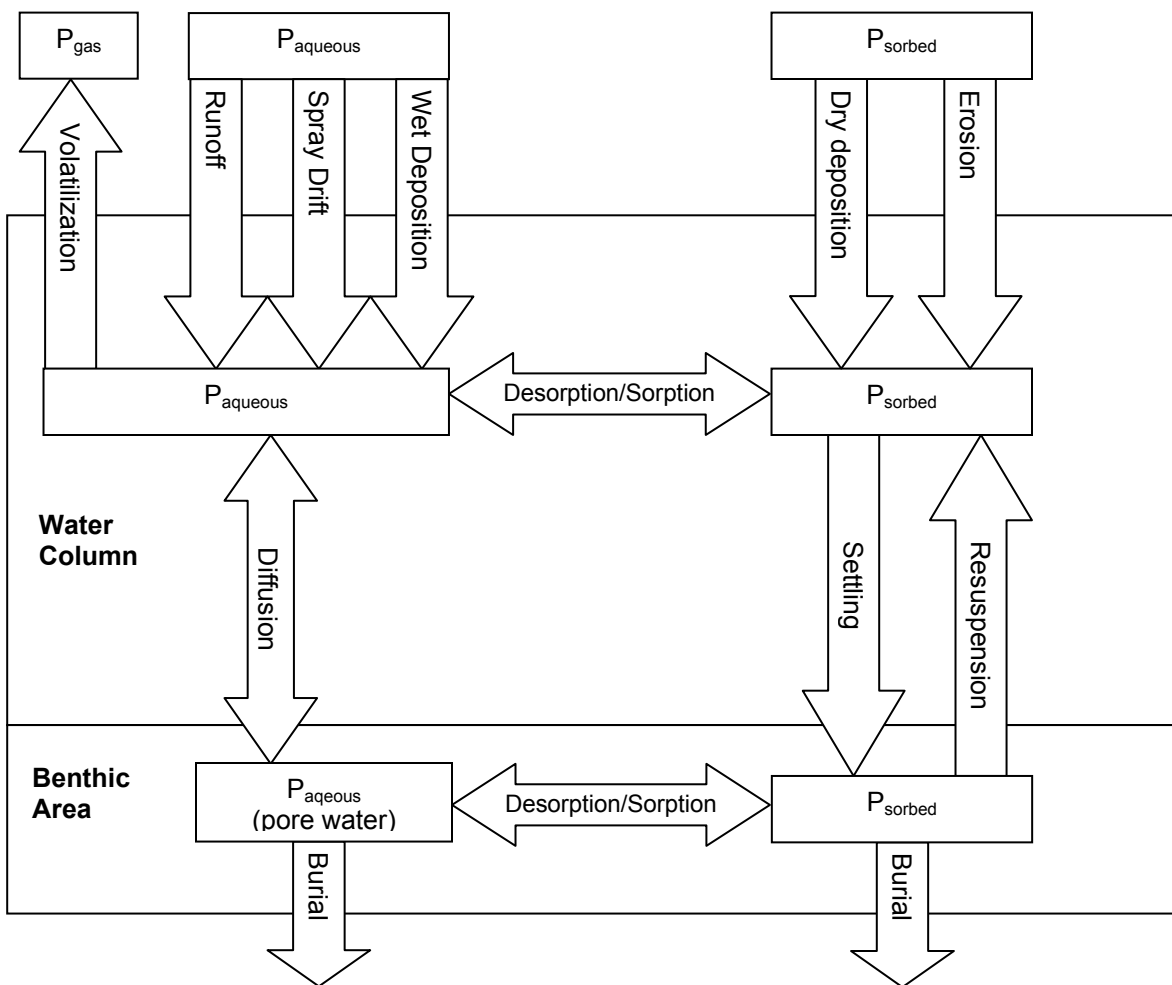 Pgas
Paqueous
Psorbed
Volatilization
Runoff
Spray Drift
Wet Deposition
Dry deposition
Erosion
Paqueous
Desorption/Sorption
Psorbed
Water
Column
Diffusion
Settling
Resuspension
Benthic
Area
Paqeous
(pore water)
Desorption/Sorption
Psorbed
Burial
Burial